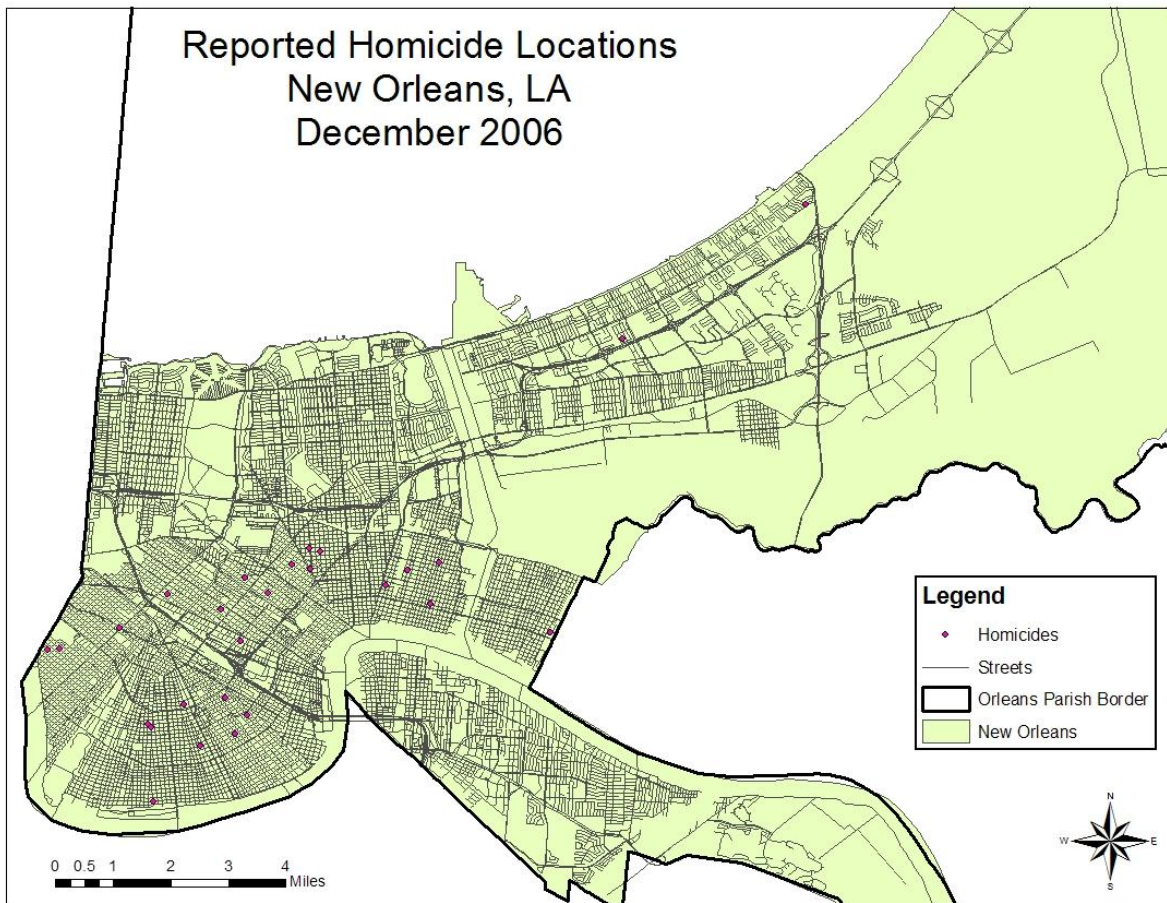 Reported Homicide Locations
New Orleans, LA
December 2006
Legend
Homicides
Streets
Orleans Parish Border
New Orleans
N
W E
S
0 0.5 1 2 3 4
Miles